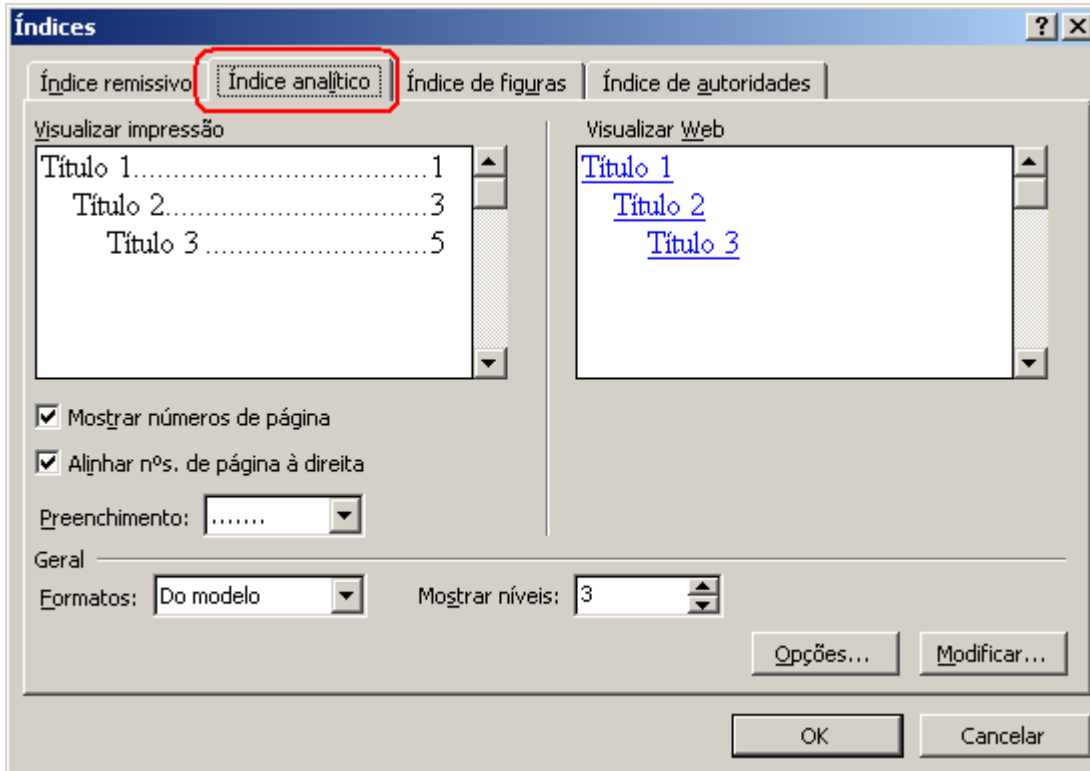 Índices
Índice remissivo Índice analítico Índice de figuras Índice de autoridades
Visualizar impressão
Título 1..................................1
Título 2..............................3
Título 3..........................5
Visualizar Web
Título 1
Título 2
Título 3
Mostrar números de página
Alinhar nºs. de página à direita
Preenchimento: .......
Geral
Formatos: Do modelo Mostrar níveis: 3
Opções... Modificar...
OK Cancelar